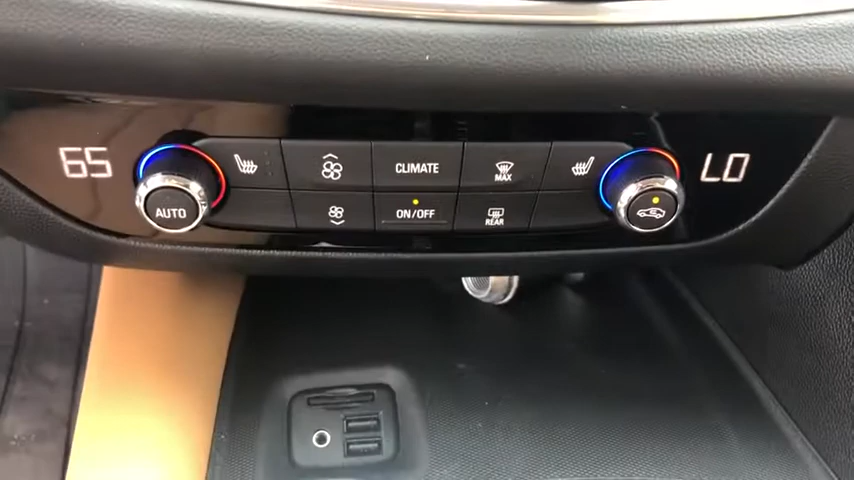 65
CLIMATE
MAX
LO
AUTO
ON/OFF
REAR